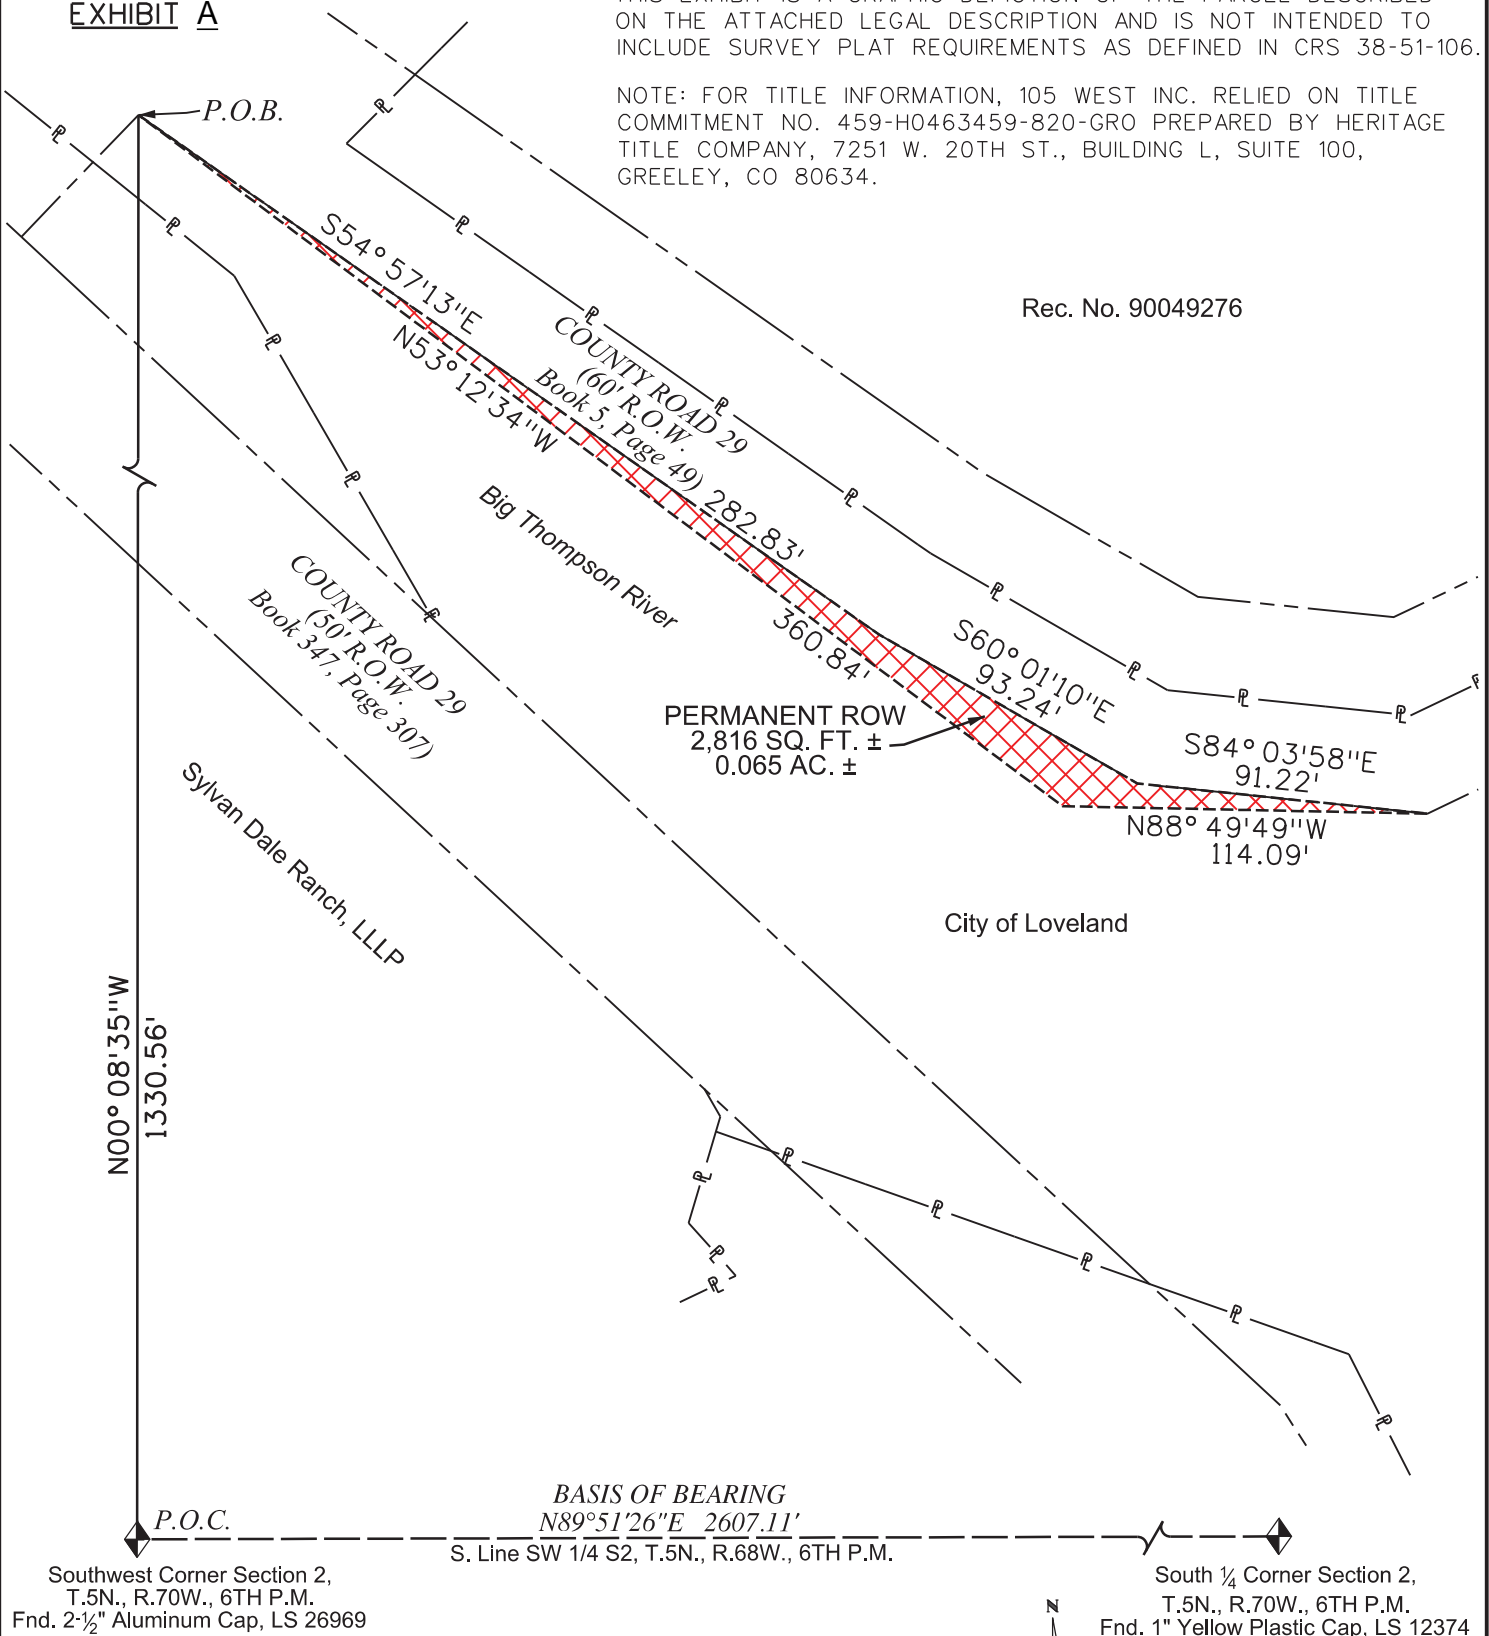 EXHIBIT A
ON THE ATTACHED LEGAL DESCRIPTION AND IS NOT INTENDED TO
INCLUDE SURVEY PLAT REQUIREMENTS AS DEFINED IN CRS 38-51-106.
NOTE: FOR TITLE INFORMATION, 105 WEST INC. RELIED ON TITLE
COMMITMENT NO. 459-H0463459-820-GRO PREPARED BY HERITAGE
TITLE COMPANY, 7251 W. 20TH ST., BUILDING L, SUITE 100,
GREELEY, CO 80634.
P.O.B.
Rec. No. 90049276
S54°57'13"E
282.83'
N53°12'34"W
360.84'
COUNTY ROAD 29
(60' R.O.W.
Book 5, Page 49)
Big Thompson River
COUNTY ROAD 29
(50' R.O.W.
Book 347, Page 307)
S60°01'10"E
93.24'
PERMANENT ROW
2,816 SQ. FT. ±
0.065 AC. ±
S84°03'58"E
91.22'
N88°49'49"W
114.09'
Sylvan Dale Ranch, LLLP
City of Loveland
N00°08'35"W
1330.56'
P.O.C.
BASIS OF BEARING
N89°51'26"E 2607.11'
S. Line SW 1/4 S2, T.5N., R.68W., 6TH P.M.
Southwest Corner Section 2,
T.5N., R.70W., 6TH P.M.
Fnd. 2-½" Aluminum Cap, LS 26969
South ¼ Corner Section 2,
T.5N., R.70W., 6TH P.M.
Fnd. 1" Yellow Plastic Cap, LS 12374
N